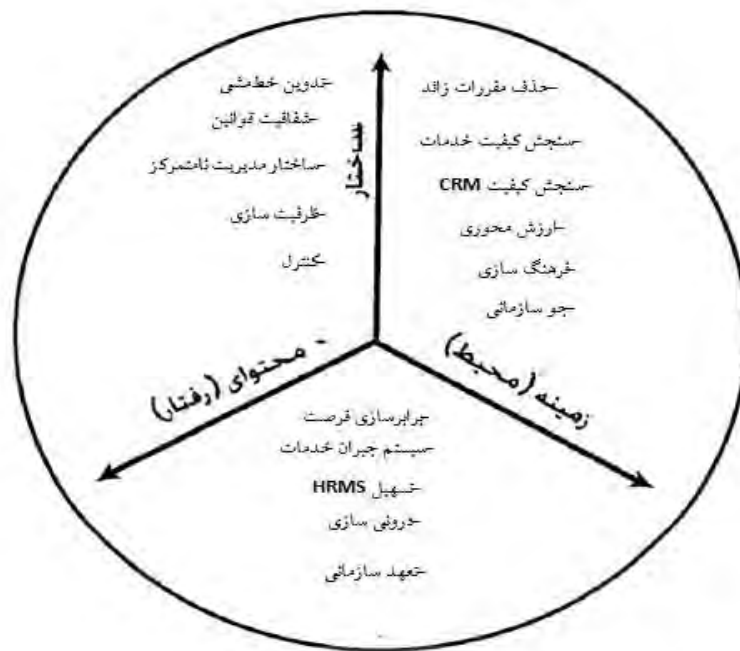 -حذف مقررات زائد
-سنجش کیفیت خدمات
-سنجش کیفیت CRM
-ارزش محوری
-فرهنگ سازی
-جو سازمانی
ساختار
-تدوین خط‌مشی
-شفافیت قوانین
-ساختار مدیریت نامتمرکز
-ظرفیت سازی
-کنترل
زمینه (محیط)
- محتوای (رفتار)
-برابرسازی فرصت
-سیستم جبران خدمات
-تسهیل HRMS
-درونی سازی
-تعهد سازمانی